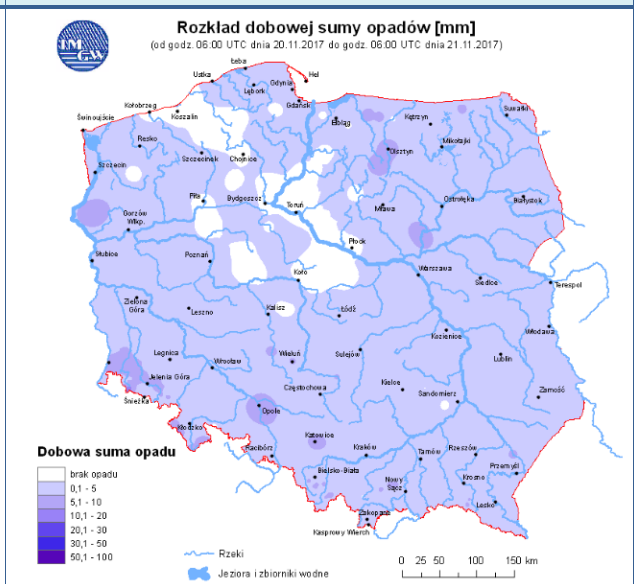 IM
GW
Rozkład dobowej sumy opadów [mm]
(od godz. 06:00 UTC dnia 20.11.2017 do godz. 06:00 UTC dnia 21.11.2017)
Łeba
Hel
Ustka
Lębork
Gdynia
Gdańsk
Kołobrzeg
Koszalin
Świnoujście
Elbląg
Kętrzyn
Suwałki
Resko
Szczecinek
Chojnice
Olsztyn
Mikołajki
Szczecin
Piła
Bydgoszcz
Toruń
Mława
Ostrołęka
Białystok
Gorzów
Wlkp.
Płock
Słubice
Poznań
Koło
Warszawa
Siedlce
Terespol
Zielona
Góra
Leszno
Kalisz
Łódź
Kozienice
Włodawa
Legnica
Wrocław
Wieluń
Sulejów
Lublin
Jelenia Góra
Śnieżka
Częstochowa
Kielce
Sandomierz
Zamość
Opole
Kłodzko
Racibórz
Katowice
Kraków
Tarnów
Rzeszów
Przemyśl
Bielsko-Biała
Nowy
Sącz
Krosno
Lesko
Zakopane
Kasprowy Wierch
Dobowa suma opadu
brak opadu
0,1 - 5
5,1 - 10
10,1 - 20
20,1 - 30
30,1 - 50
50,1 - 100
Rzeki
Jeziora i zbiorniki wodne
0 25 50 100 150 km